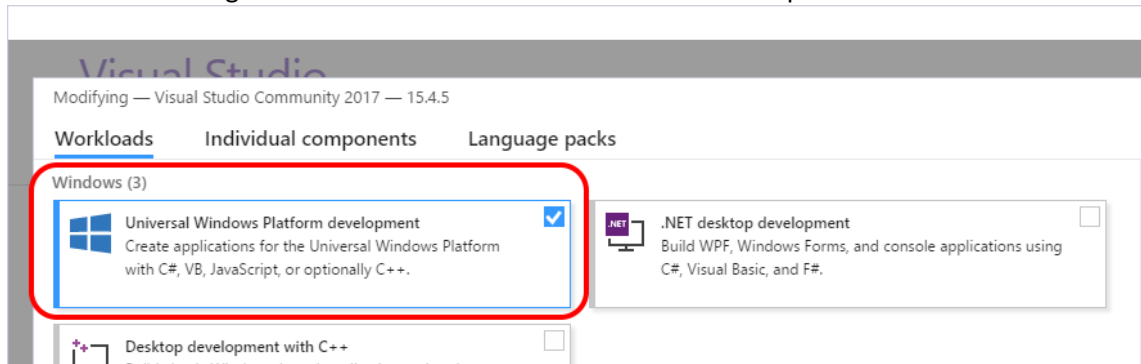 Visual Studio
Modifying — Visual Studio Community 2017 — 15.4.5
Workloads Individual components Language packs
Windows (3)
Universal Windows Platform development
Create applications for the Universal Windows Platform
with C#, VB, JavaScript, or optionally C++.
.NET
.NET desktop development
Build WPF, Windows Forms, and console applications using
C#, Visual Basic, and F#.
Desktop development with C++